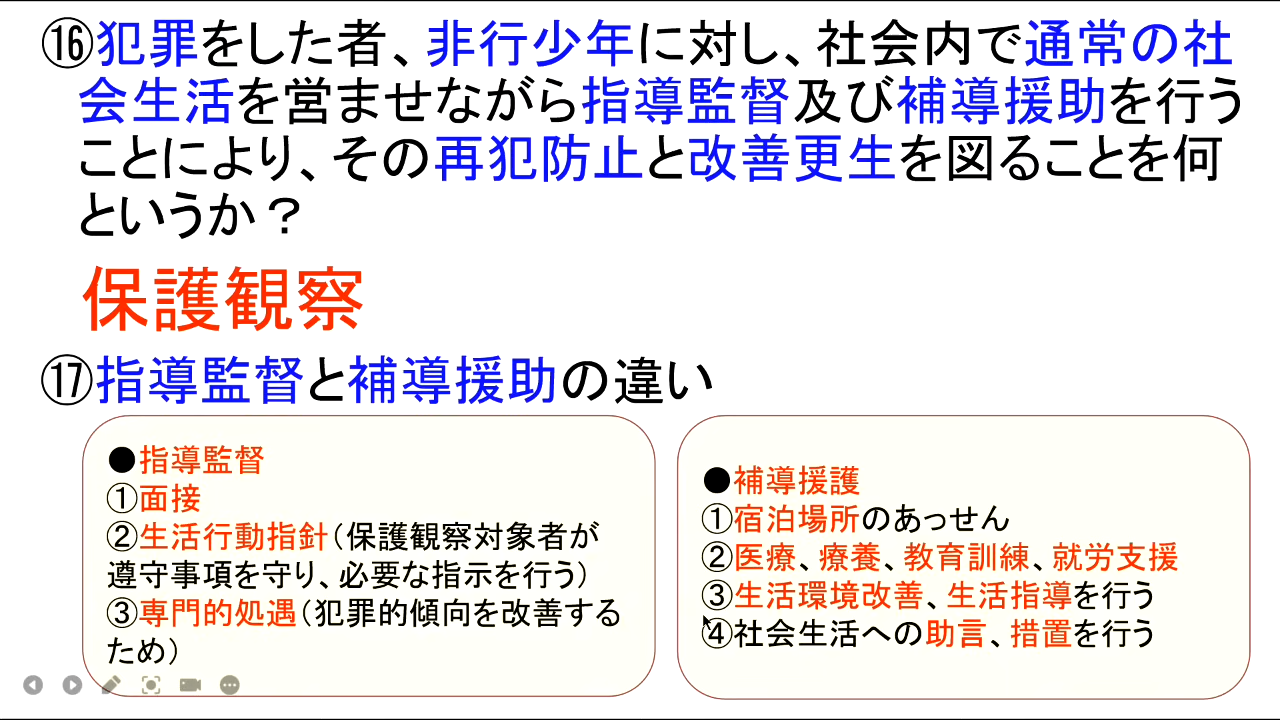 ⑯犯罪をした者、非行少年に対し、社会内で通常の社
会生活を営ませながら指導監督及び補導援助を行う
ことにより、その再犯防止と改善更生を図ることを何
というか？
保護観察
⑰指導監督と補導援助の違い
●指導監督
①面接
②生活行動指針（保護観察対象者が
遵守事項を守り、必要な指示を行う）
③専門的処遇（犯罪的傾向を改善する
ため）
●補導援護
①宿泊場所のあっせん
②医療、療養、教育訓練、就労支援
③生活環境改善、生活指導を行う
④社会生活への助言、措置を行う